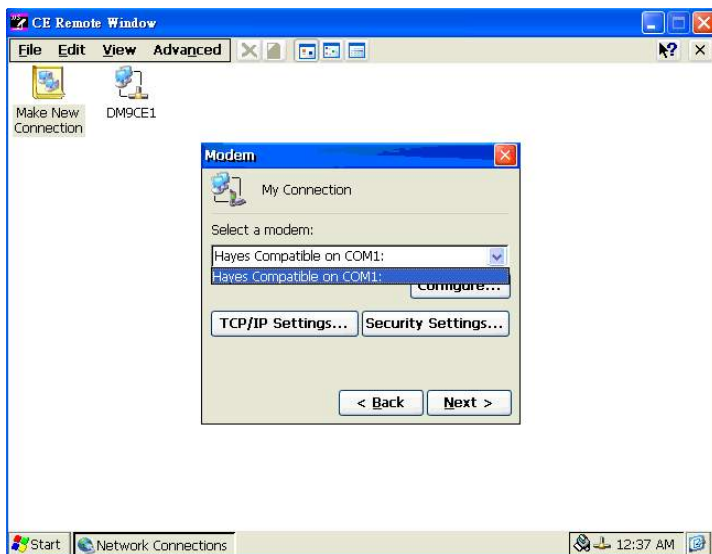 CE Remote Window
File Edit View Advanced
Make New
Connection
DM9CE1
Modem
My Connection
Select a modem:
Hayes Compatible on COM1:
Hayes Compatible on COM1:
Configure...
TCP/IP Settings...
Security Settings...
< Back
Next >
Start
Network Connections
12:37 AM